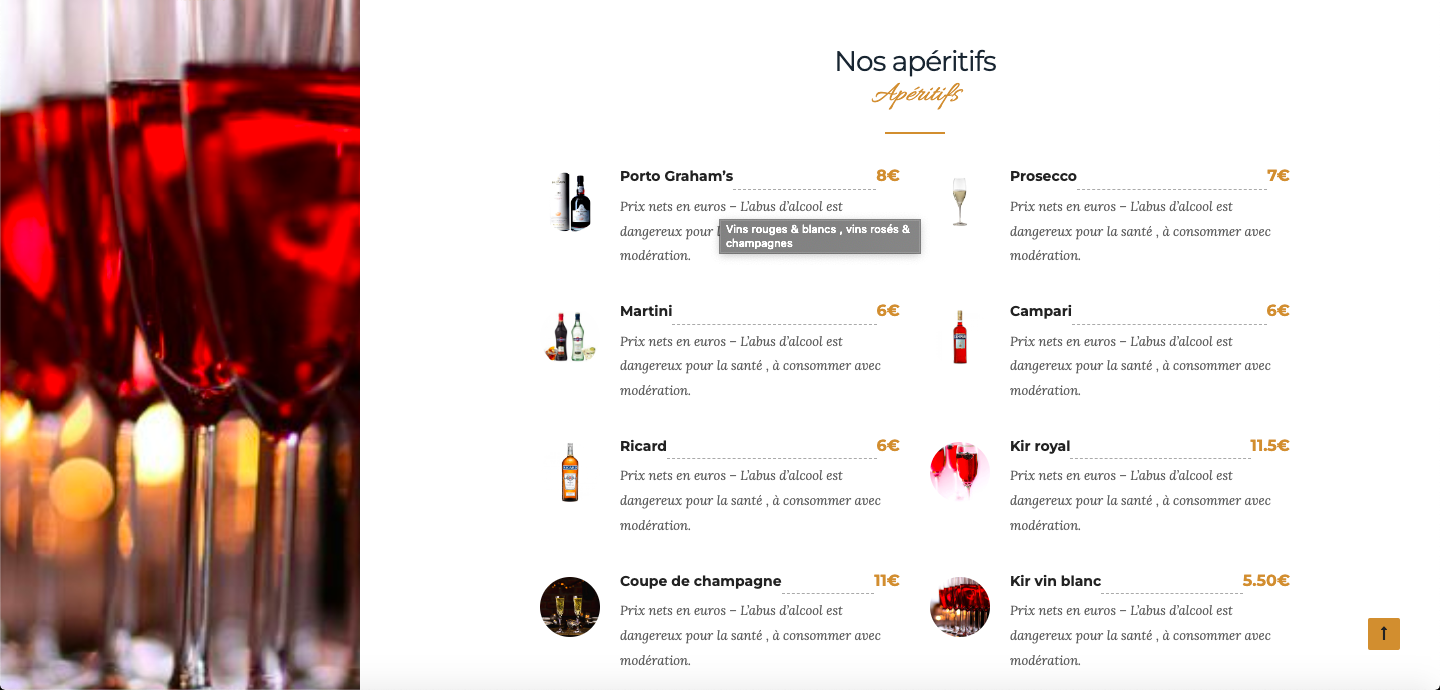 Nos apéritifs
Apéritifs
Porto Graham’s 8€
Prix nets en euros – L’abus d’alcool est
dangereux pour
modération.
Vins rouges & blancs , vins rosés &
champagnes
Prosecco 7€
Prix nets en euros – L’abus d’alcool est
dangereux pour la santé , à consommer avec
modération.
Martini 6€
Prix nets en euros – L’abus d’alcool est
dangereux pour la santé , à consommer avec
modération.
Campari 6€
Prix nets en euros – L’abus d’alcool est
dangereux pour la santé , à consommer avec
modération.
Ricard 6€
Prix nets en euros – L’abus d’alcool est
dangereux pour la santé , à consommer avec
modération.
Kir royal 11.5€
Prix nets en euros – L’abus d’alcool est
dangereux pour la santé , à consommer avec
modération.
Coupe de champagne 11€
Prix nets en euros – L’abus d’alcool est
dangereux pour la santé , à consommer avec
modération.
Kir vin blanc 5.50€
Prix nets en euros – L’abus d’alcool est
dangereux pour la santé , à consommer avec
modération.